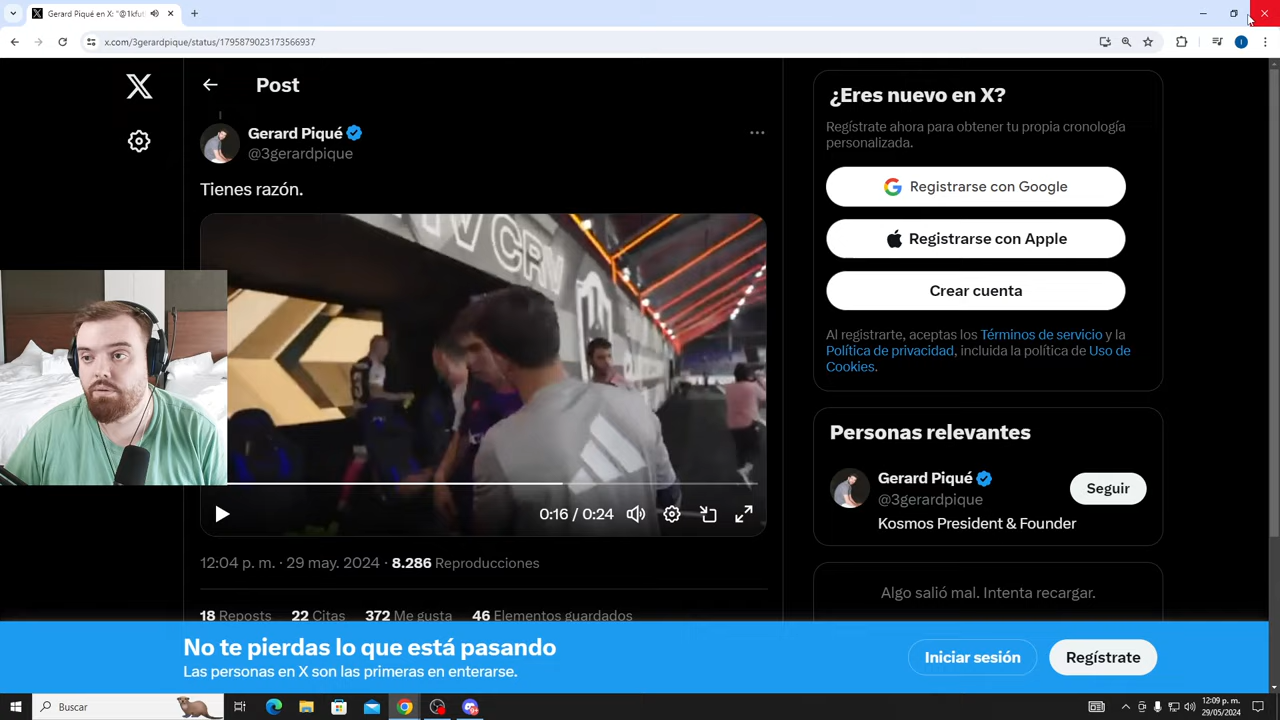 Gerard Piqué en X: "@1kfut
x.com/3gerardpique/status/1795879023173566937
Post
Gerard Piqué
@3gerardpique
Tienes razón.
CRN
0:16 / 0:24
12:04 p. m. · 29 may. 2024 · 8.286 Reproducciones
18 Reposts 22 Citas 372 Me gusta 46 Elementos guardados
¿Eres nuevo en X?
Regístrate ahora para obtener tu propia cronología
personalizada.
Registrarse con Google
Registrarse con Apple
Crear cuenta
Al registrarte, aceptas los Términos de servicio y la
Política de privacidad, incluida la política de Uso de
Cookies.
Personas relevantes
Gerard Piqué
@3gerardpique
Seguir
Kosmos President & Founder
Algo salió mal. Intenta recargar.
No te pierdas lo que está pasando
Las personas en X son las primeras en enterarse.
Iniciar sesión
Regístrate
Buscar
12:09 p.m.
29/05/2024